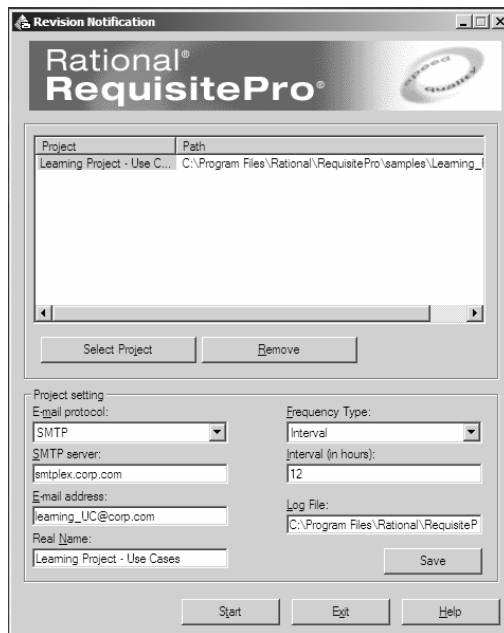 Revision Notification
Rational®
RequisitePro®
speed
quality
Project Path
Learning Project - Use C... C:\Program Files\Rational\RequisitePro\samples\Learning_
Select Project Remove
Project setting
E-mail protocol:
SMTP
SMTP server:
smtplex.corp.com
E-mail address:
learning_UC@corp.com
Real Name:
Learning Project - Use Cases
Frequency Type:
Interval
Interval (in hours):
12
Log File:
C:\Program Files\Rational\RequisiteP
Save
Start Exit Help